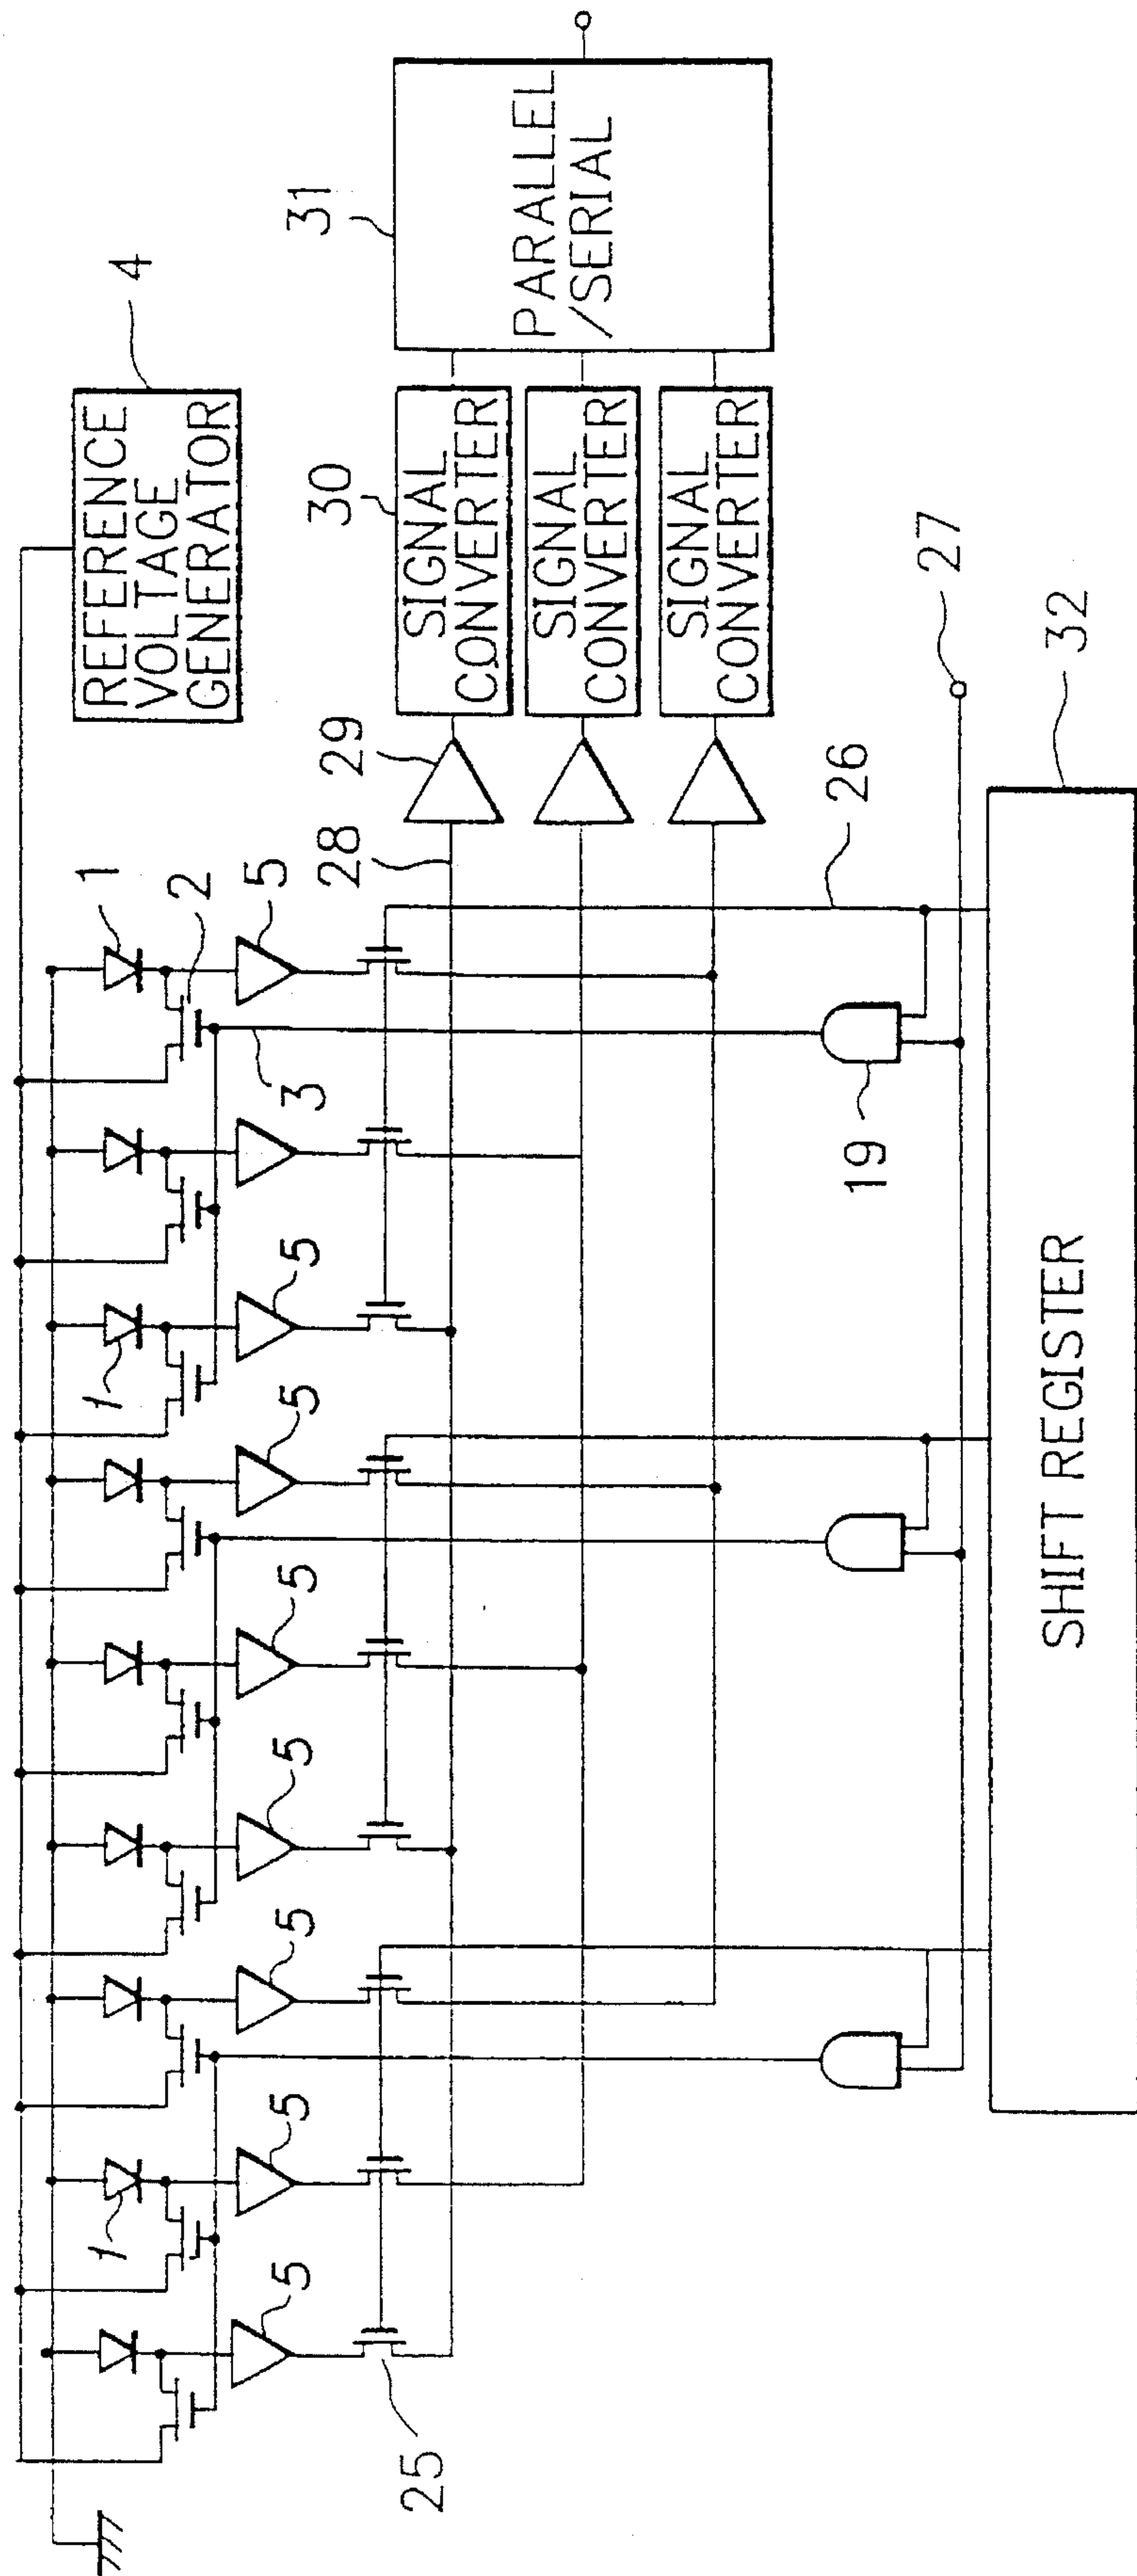 REFERENCE
VOLTAGE
GENERATOR
4
31
PARALLEL
/SERIAL
30
SIGNAL
CONVERTER
SIGNAL
CONVERTER
SIGNAL
CONVERTER
29
28
1
2
5
3
26
27
19
32
1
5
5
5
5
5
1
5
5
25
SHIFT REGISTER